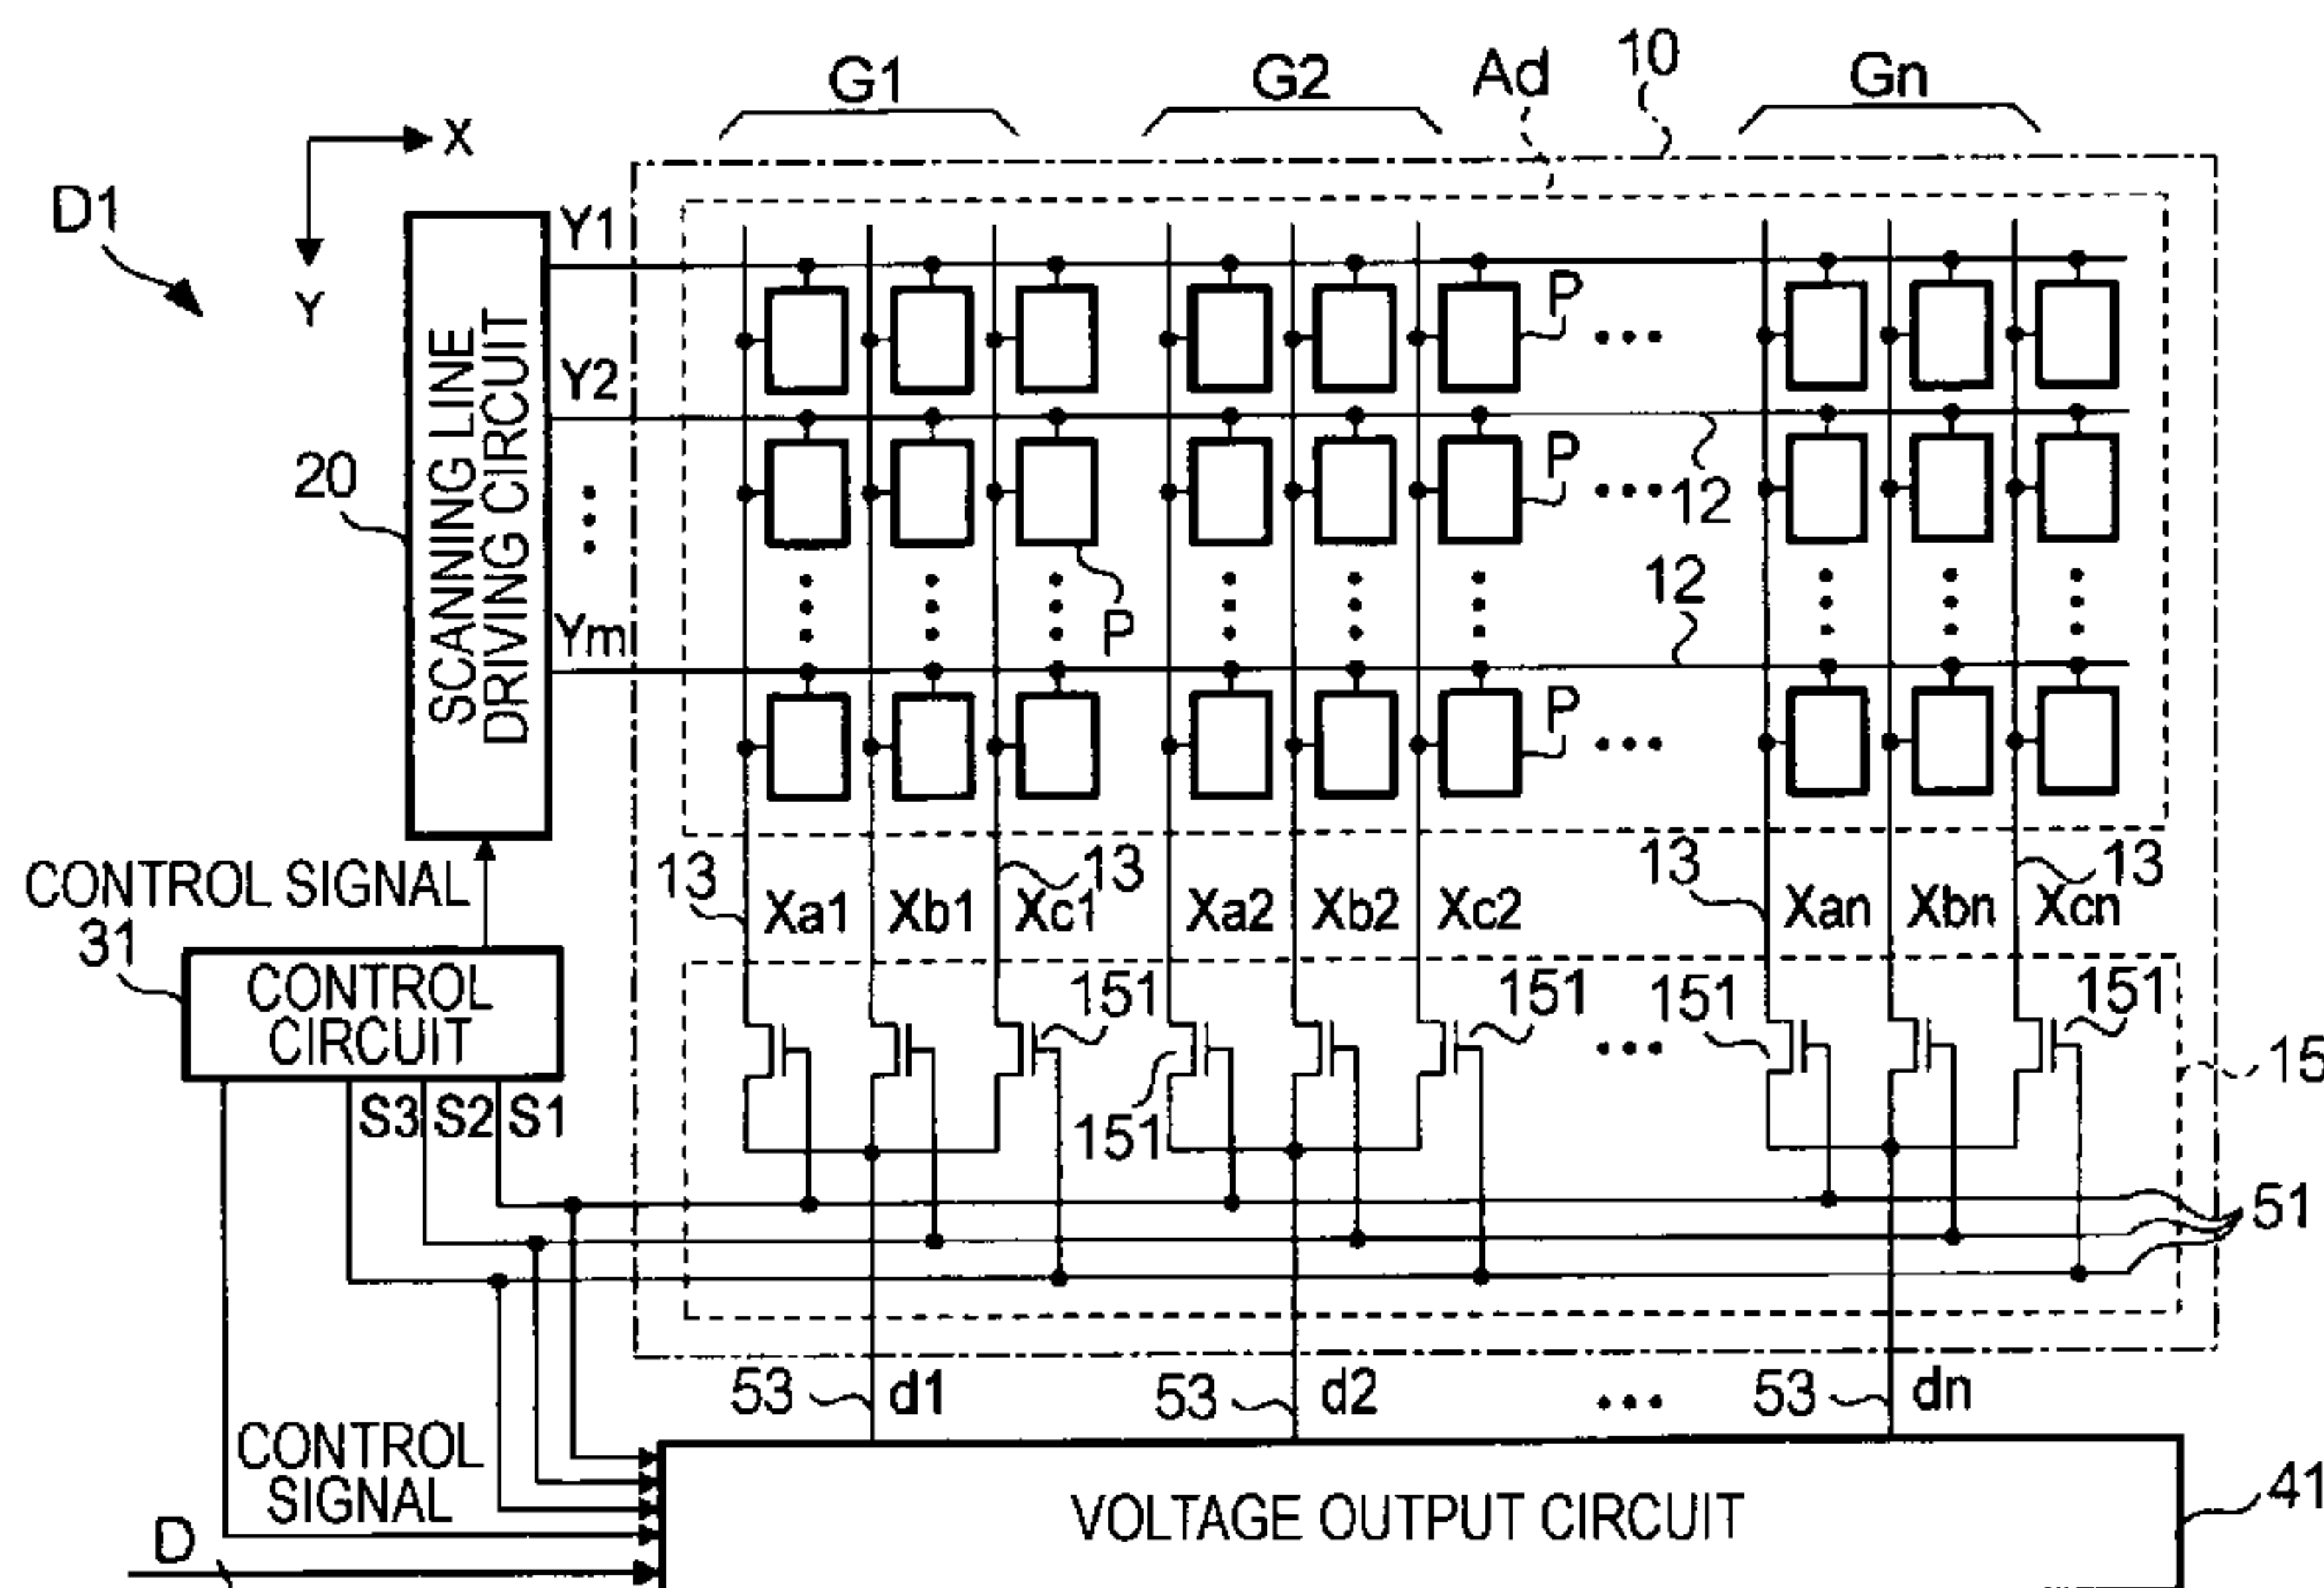 G1 G2 Ad 10 Gn
X
D1
Y
Y1
P
Y2
SCANNING LINE
DRIVING CIRCUIT
20
P
12
12
P
Ym
P
CONTROL SIGNAL
13 13 13 13
Xa1 Xb1 Xc1 Xa2 Xb2 Xc2 Xan Xbn Xcn
31
CONTROL
CIRCUIT
151 151 151 151
15
S3 S2 S1
151
51
53 d1 53 d2 53 dn
CONTROL
SIGNAL
VOLTAGE OUTPUT CIRCUIT
41
D